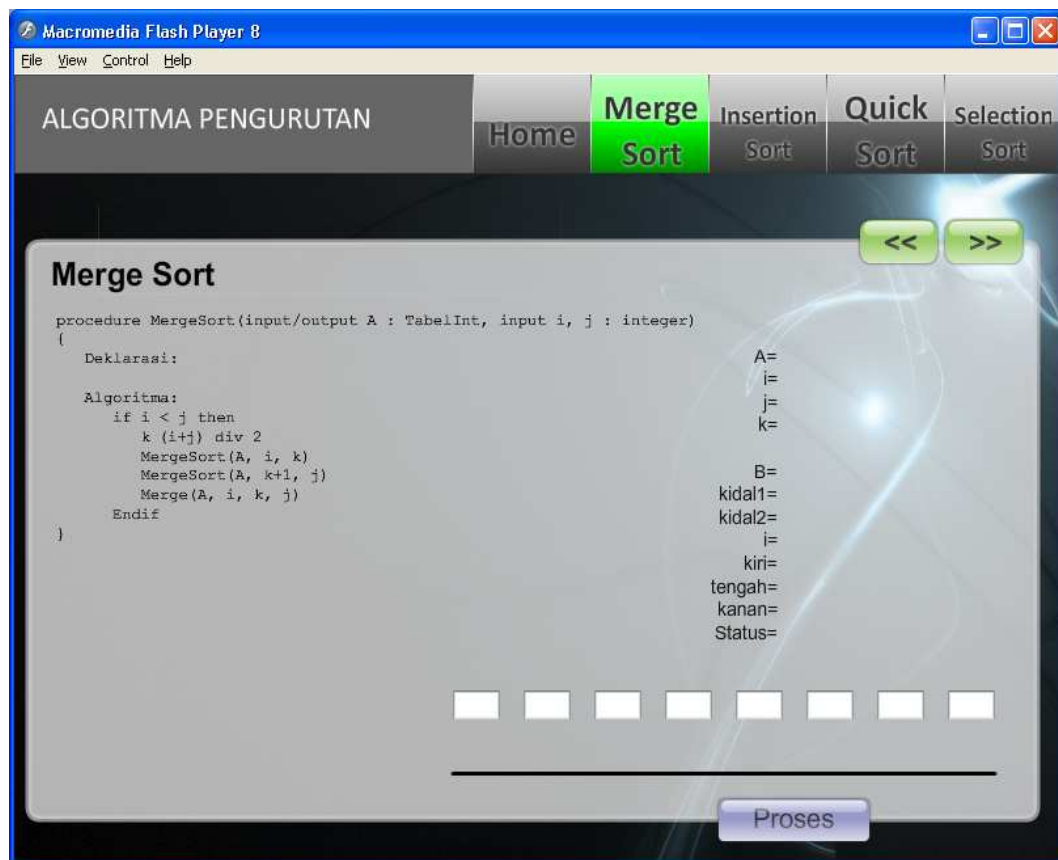 Macromedia Flash Player 8
File View Control Help
ALGORITMA PENGURUTAN
Home
Merge Sort
Insertion Sort
Quick Sort
Selection Sort
<< >>
Merge Sort
procedure MergeSort(input/output A : TabelInt, input i, j : integer)
{
Deklarasi:
Algoritma:
if i < j then
k (i+j) div 2
MergeSort(A, i, k)
MergeSort(A, k+1, j)
Merge(A, i, k, j)
Endif
}
A=
i=
j=
k=
B=
kidal1=
kidal2=
i=
kiri=
tengah=
kanan=
Status=
Proses